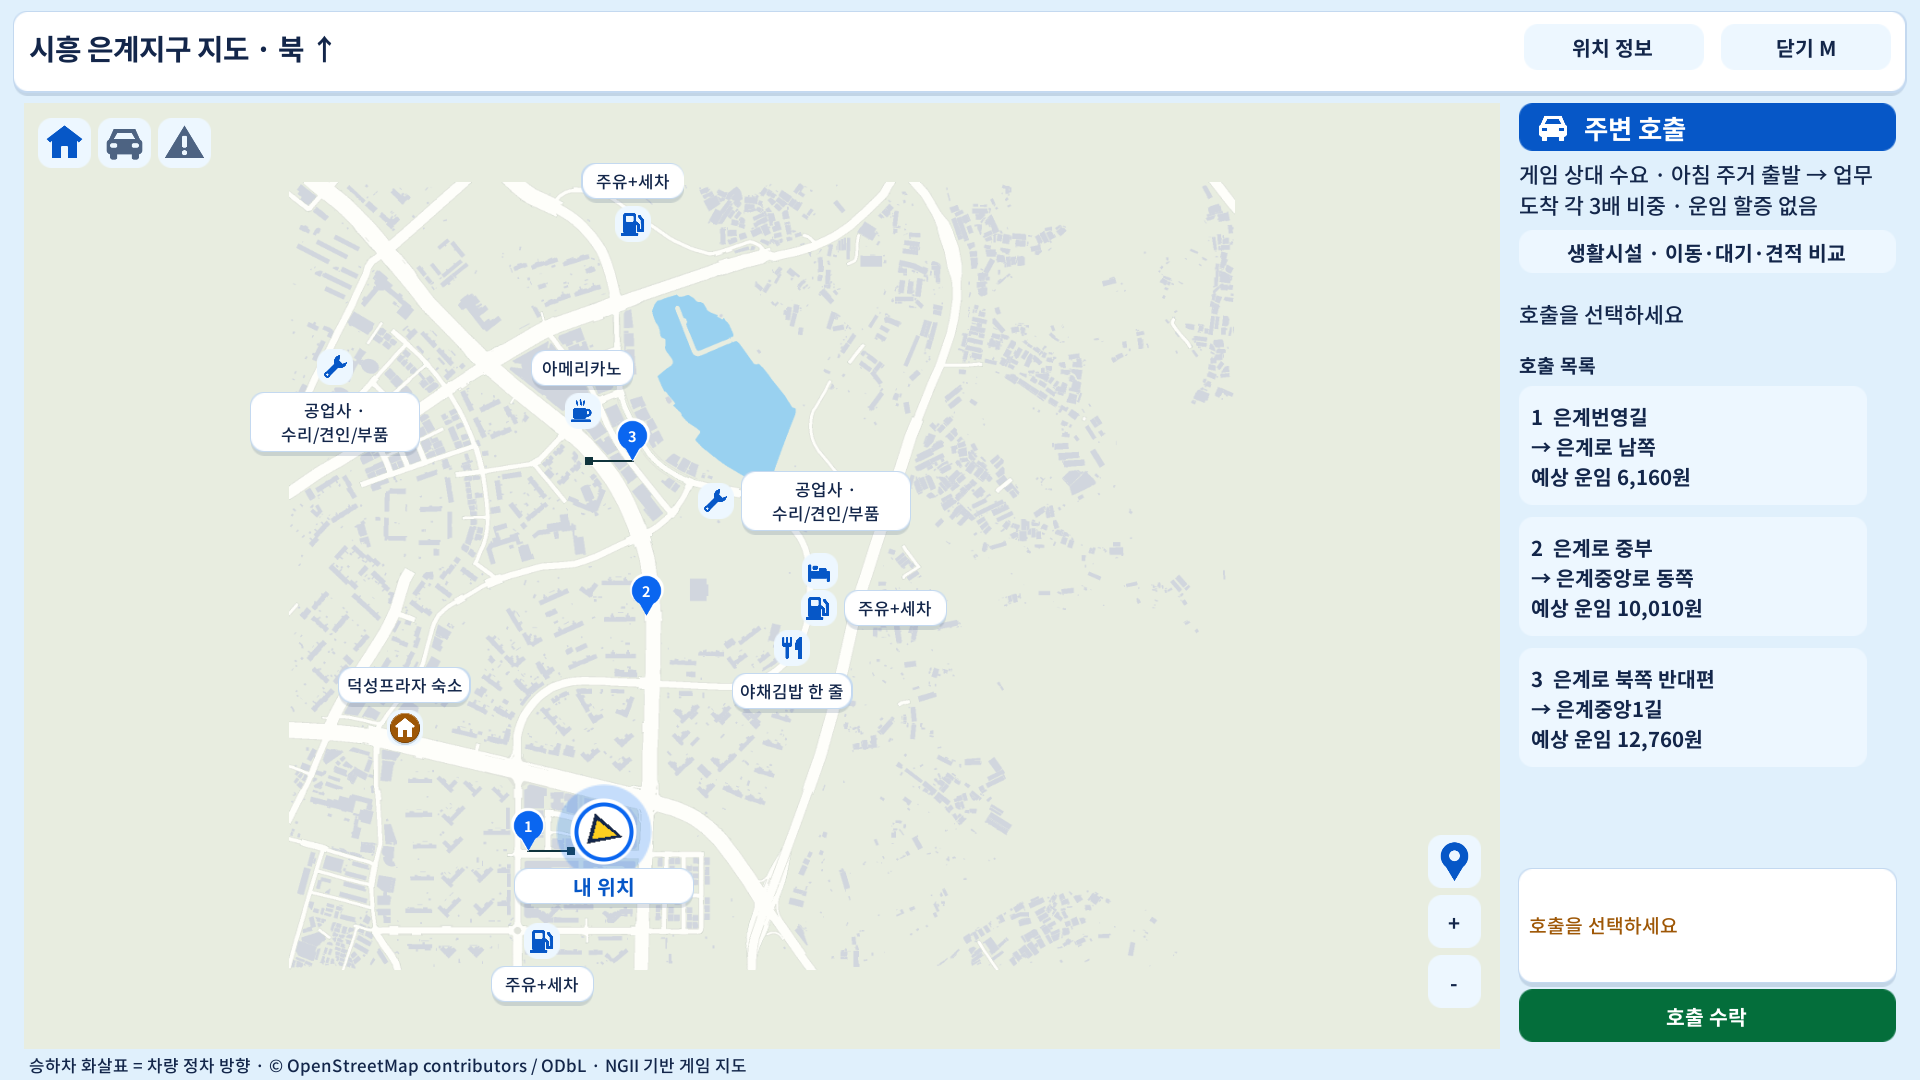 시흥 은계지구 지도 · 북 ↑
위치 정보
닫기 M
주유+세차
아메리카노
공업사 ·
수리/견인/부품
3
공업사 ·
수리/견인/부품
2
주유+세차
덕성프라자 숙소
야채김밥 한 줄
1
내 위치
주유+세차
+
-
주변 호출
게임 상대 수요 · 아침 주거 출발 → 업무
도착 각 3배 비중 · 운임 할증 없음
생활시설 · 이동·대기·견적 비교
호출을 선택하세요
호출 목록
1 은계번영길
→ 은계로 남쪽
예상 운임 6,160원
2 은계로 중부
→ 은계중앙로 동쪽
예상 운임 10,010원
3 은계로 북쪽 반대편
→ 은계중앙1길
예상 운임 12,760원
호출을 선택하세요
호출 수락
승하차 화살표 = 차량 정차 방향 · © OpenStreetMap contributors / ODbL · NGII 기반 게임 지도